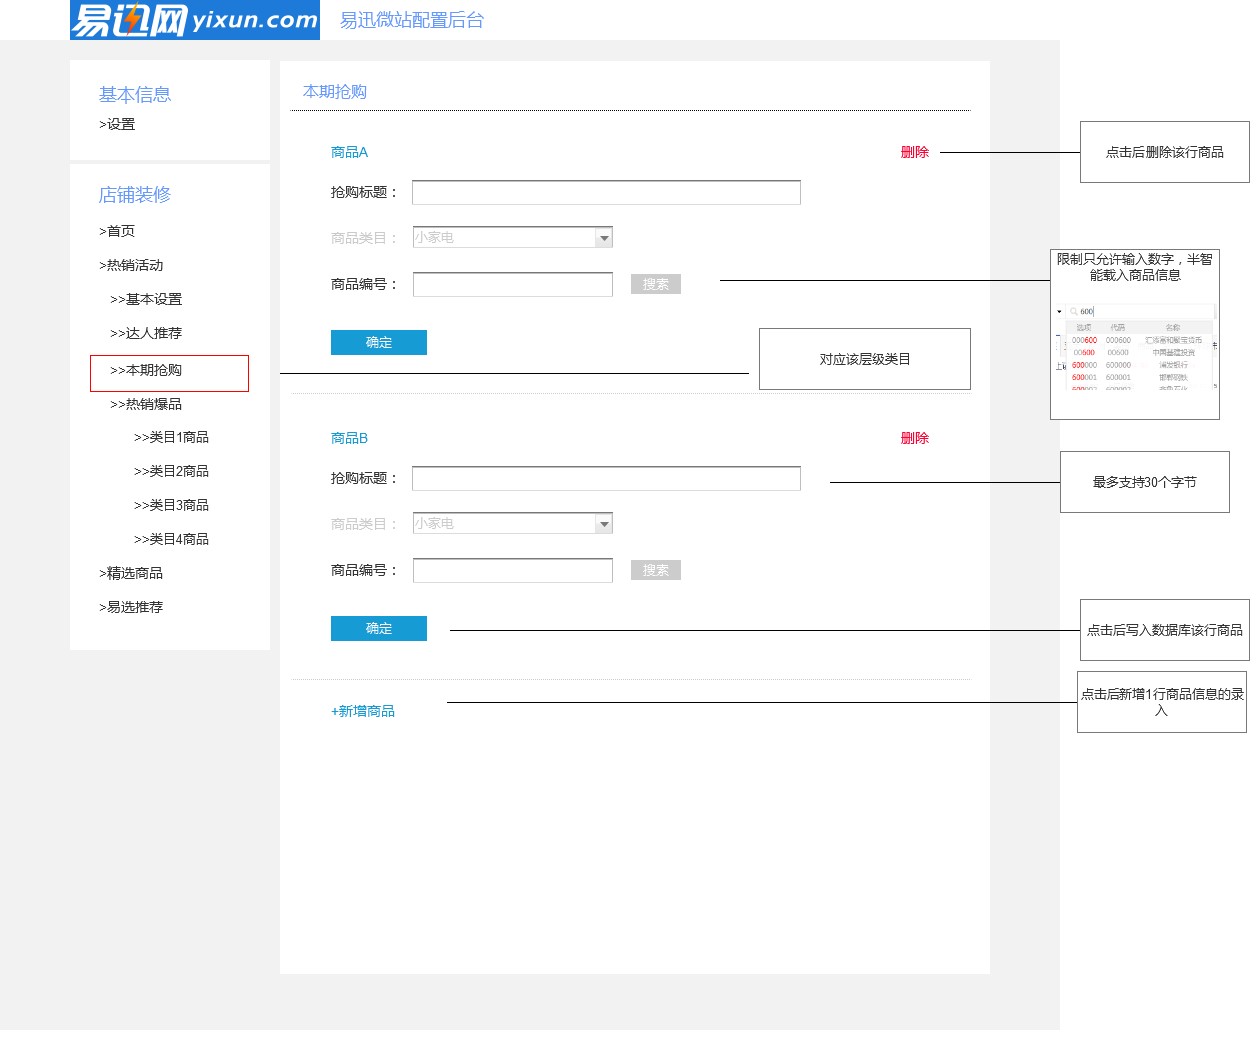 易迅网 yixun.com
易迅微站配置后台
基本信息
>设置
店铺装修
>首页
>热销活动
>>基本设置
>>达人推荐
>>本期抢购
>>热销爆品
>>类目1商品
>>类目2商品
>>类目3商品
>>类目4商品
>精选商品
>易选推荐
本期抢购
商品A
删除
抢购标题：
商品类目：
小家电
商品编号：
搜索
确定
商品B
删除
抢购标题：
商品类目：
小家电
商品编号：
搜索
确定
+新增商品
点击后删除该行商品
限制只允许输入数字，半智
能载入商品信息
600
选项 代码 名称
000600 000600 汇添富和聚宝货币
00600 00600 中国基建投资
600000 600000 浦发银行
600001 600001 邯郸钢铁
对应该层级类目
最多支持30个字节
点击后写入数据库该行商品
点击后新增1行商品信息的录
入